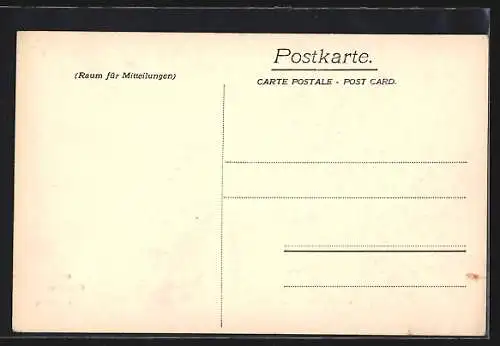 Postkarte.
(Raum für Mitteilungen)
CARTE POSTALE - POST CARD.